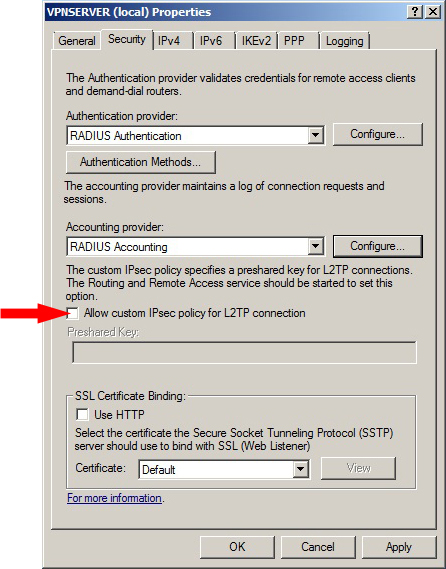 VPNSERVER (local) Properties
General Security IPv4 IPv6 IKEv2 PPP Logging
The Authentication provider validates credentials for remote access clients
and demand-dial routers.
Authentication provider:
RADIUS Authentication Configure...
Authentication Methods...
The accounting provider maintains a log of connection requests and
sessions.
Accounting provider:
RADIUS Accounting Configure...
The custom IPsec policy specifies a preshared key for L2TP connections.
The Routing and Remote Access service should be started to set this
option.
Allow custom IPsec policy for L2TP connection
Preshared Key:
SSL Certificate Binding:
Use HTTP
Select the certificate the Secure Socket Tunneling Protocol (SSTP)
server should use to bind with SSL (Web Listener)
Certificate: Default View
For more information.
OK Cancel Apply